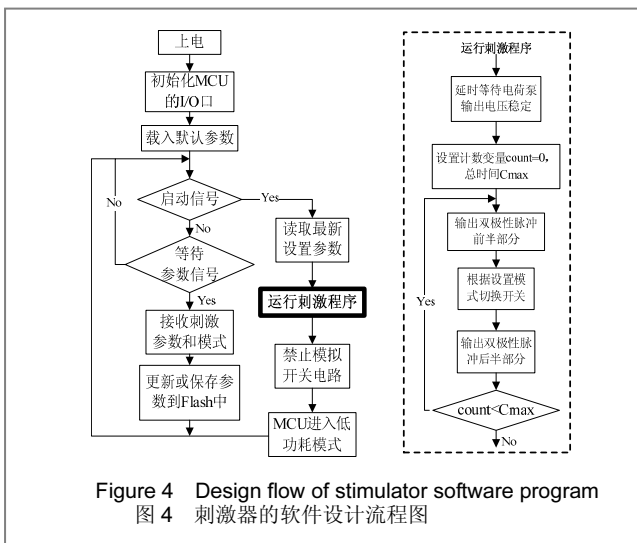 上电
初始化MCU
的I/O口
载入默认参数
启动信号
Yes
No
No
等待
参数信号
Yes
接收刺激
参数和模式
更新或保存参
数到Flash中
读取最新
设置参数
运行刺激程序
禁止模拟
开关电路
MCU进入低
功耗模式
运行刺激程序
延时等待电荷泵
输出电压稳定
设置计数变量count=0,
总时间Cmax
输出双极性脉冲
前半部分
根据设置模
式切换开关
Yes
输出双极性脉
冲后半部分
count<Cmax
No
Figure 4 Design flow of stimulator software program
图 4 刺激器的软件设计流程图